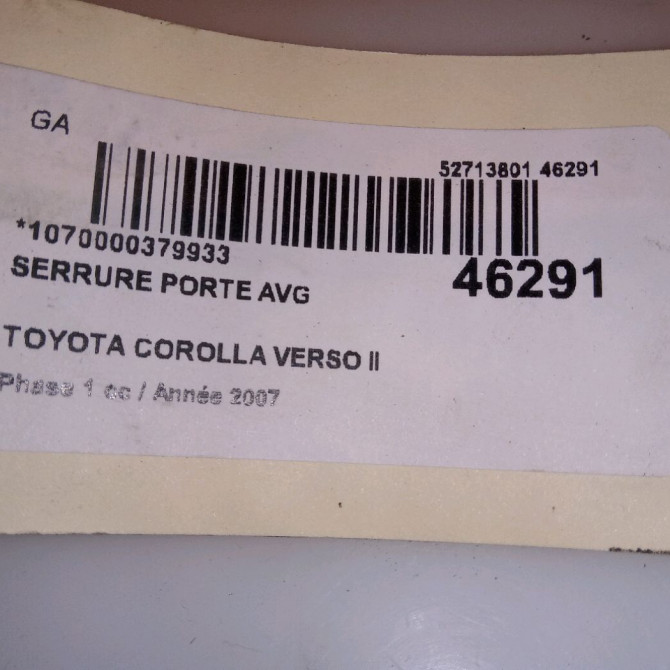 GA
52713801 46291
*1070000379933
46291
SERRURE PORTE AVG
TOYOTA COROLLA VERSO II
Phase 1 cc / Année 2007